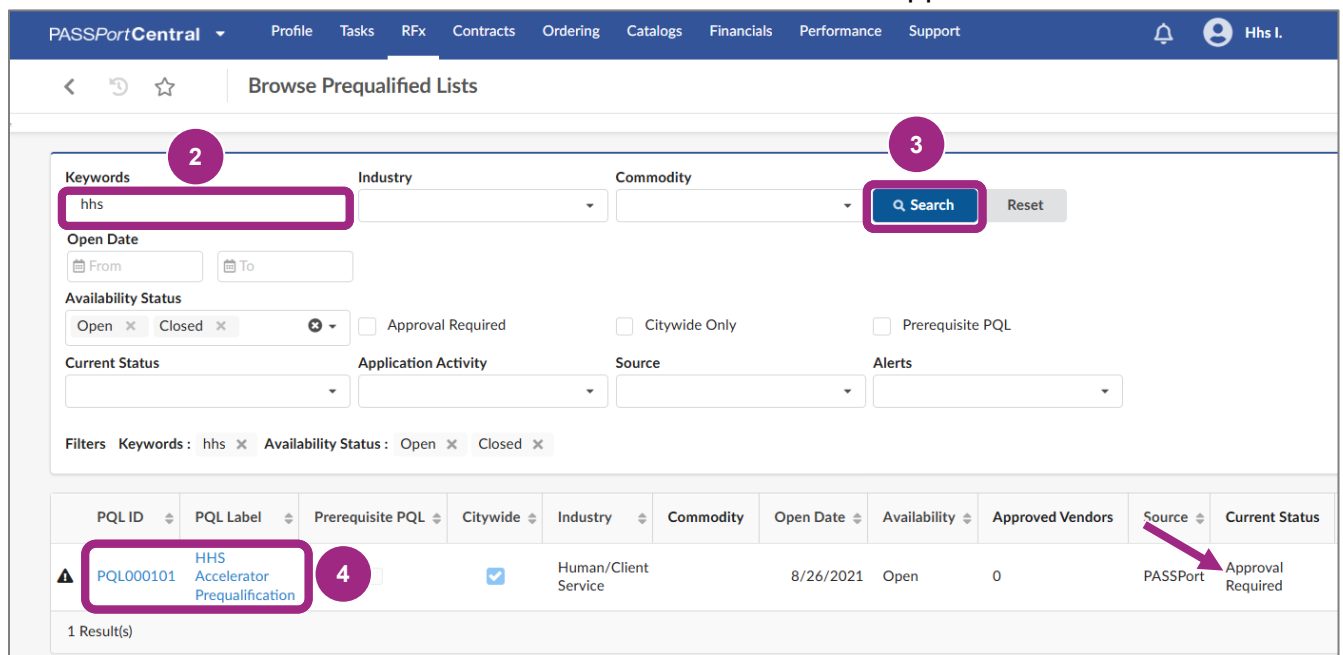 PASSPortCentral Profile Tasks RFx Contracts Ordering Catalogs Financials Performance Support Hhs I.
Browse Prequalified Lists
2
3
Keywords Industry Commodity
hhs Search Reset
Open Date
From To
Availability Status
Open × Closed × Approval Required Citywide Only Prerequisite PQL
Current Status Application Activity Source Alerts
Filters Keywords : hhs × Availability Status : Open × Closed ×
PQL ID PQL Label Prerequisite PQL Citywide Industry Commodity Open Date Availability Approved Vendors Source Current Status
PQL000101 HHS Accelerator Prequalification 4 Human/Client Service 8/26/2021 Open 0 PASSPort Approval Required
1 Result(s)